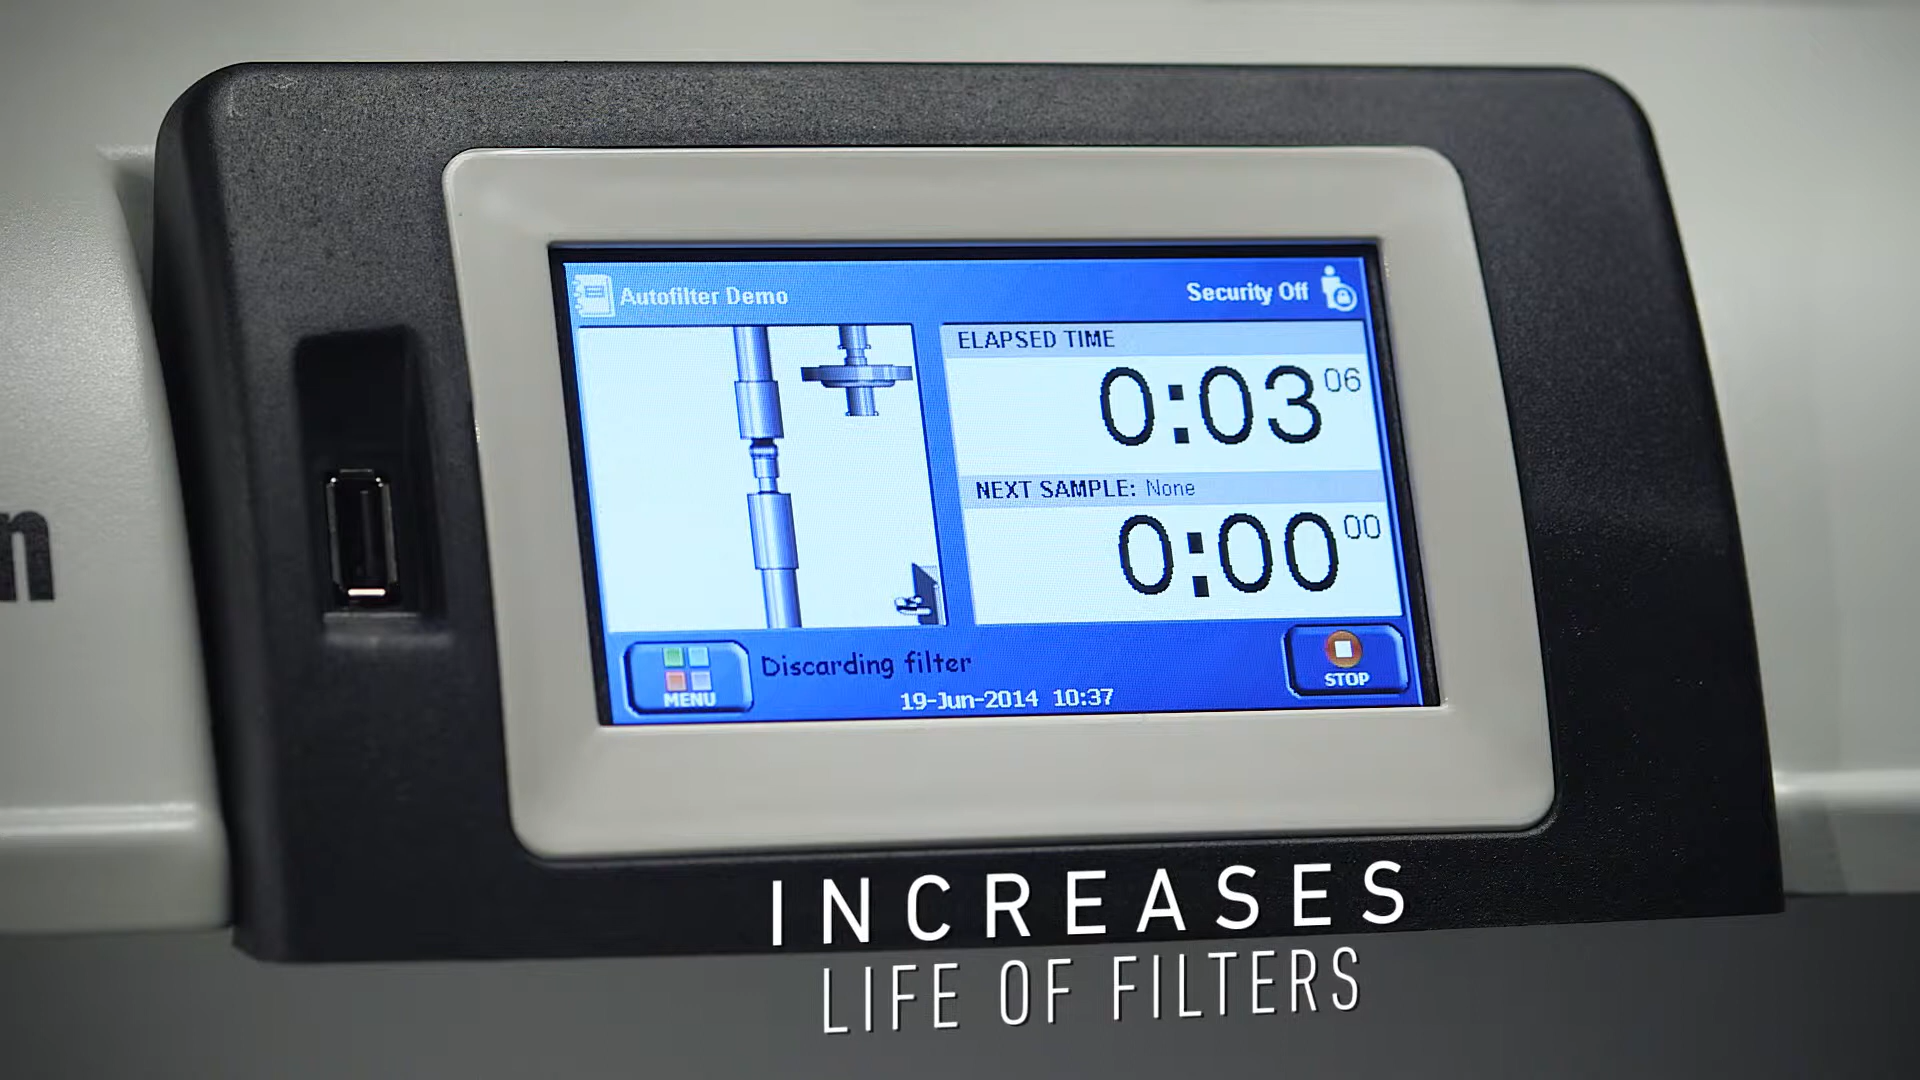 Autofilter Demo
Security Off
ELAPSED TIME
0:03 06
NEXT SAMPLE: None
0:00 00
MENU
Discarding filter
STOP
19-Jun-2014 10:37
n
INCREASES
LIFE OF FILTERS